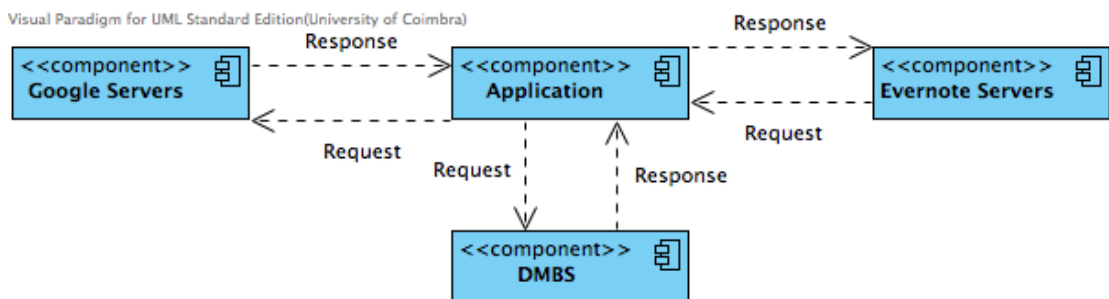 Visual Paradigm for UML Standard Edition(University of Coimbra)
Response
Response
<<component>>
Google Servers
<<component>>
Application
<<component>>
Evernote Servers
Request
Request
Request
Response
<<component>>
DMBS